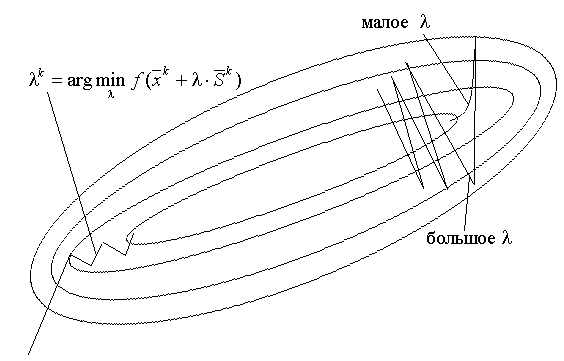 малое λ
λ^k = arg min_λ f(x̄^k + λ · S̄^k)
большое λ